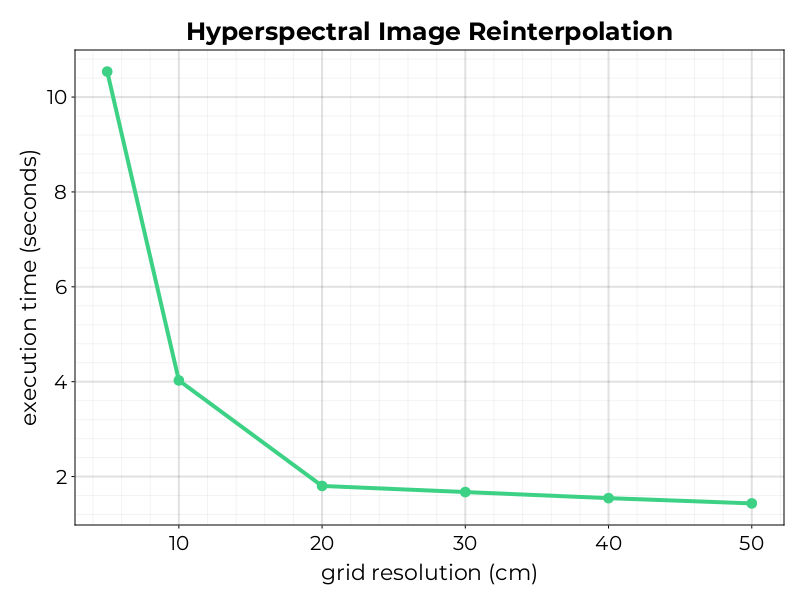 Hyperspectral Image Reinterpolation
execution time (seconds)
10
8
6
4
2
10 20 30 40 50
grid resolution (cm)